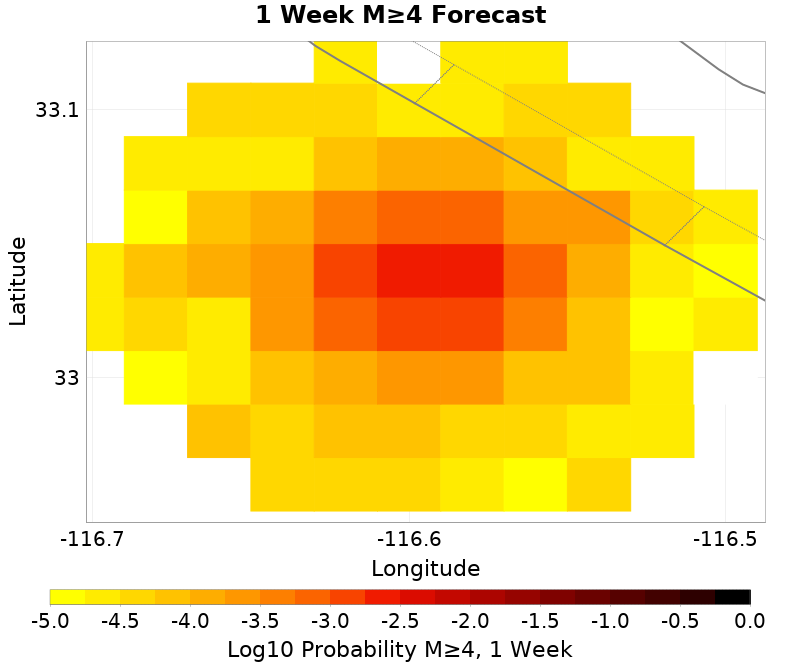 1 Week M≥4 Forecast
33.1
33
Latitude
-116.7 -116.6 -116.5
Longitude
-5.0 -4.5 -4.0 -3.5 -3.0 -2.5 -2.0 -1.5 -1.0 -0.5 0.0
Log10 Probability M≥4, 1 Week